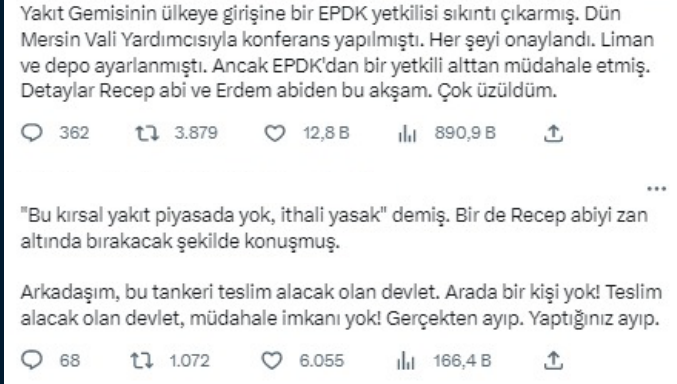 Yakıt Gemisinin ülkeye girişine bir EPDK yetkilisi sıkıntı çıkarmış. Dün
Mersin Vali Yardımcısıyla konferans yapılmıştı. Her şeyi onaylandı. Liman
ve depo ayarlanmıştı. Ancak EPDK'dan bir yetkili alttan müdahale etmiş.
Detaylar Recep abi ve Erdem abiden bu akşam. Çok üzüldüm.
362 3.879 12,8 B 890,9 B
"Bu kırsal yakıt piyasada yok, ithali yasak" demiş. Bir de Recep abiyi zan
altında bırakacak şekilde konuşmuş.
Arkadaşım, bu tankeri teslim alacak olan devlet. Arada bir kişi yok! Teslim
alacak olan devlet, müdahale imkanı yok! Gerçekten ayıp. Yaptığınız ayıp.
68 1.072 6.055 166,4 B